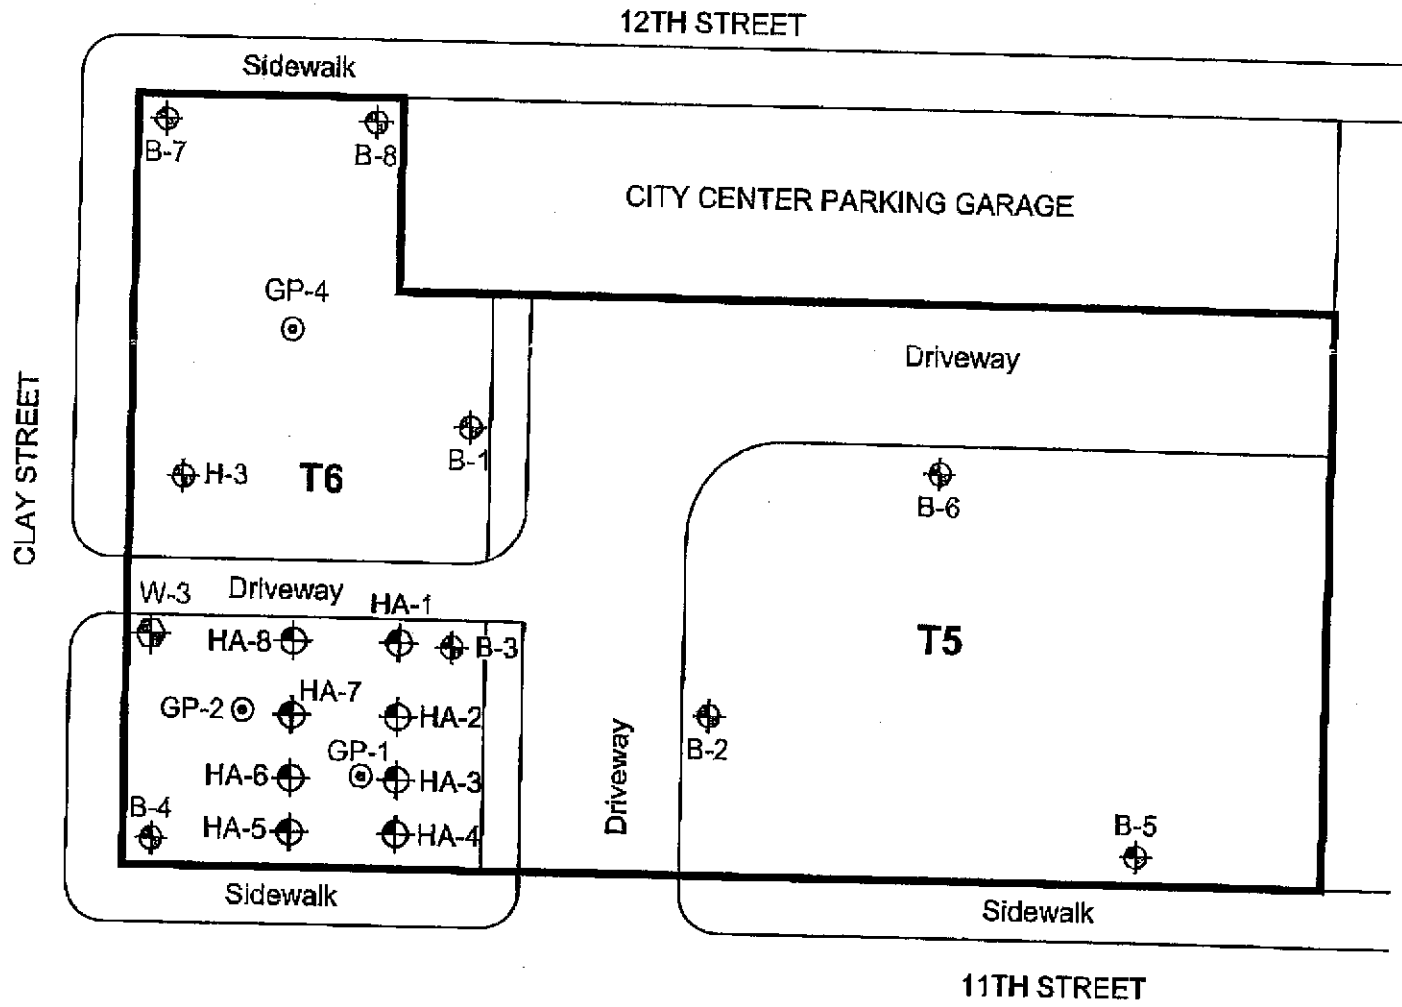 12TH STREET
Sidewalk
B-7
B-8
CITY CENTER PARKING GARAGE
GP-4
Driveway
CLAY STREET
B-1
H-3
T6
B-6
W-3
Driveway
HA-1
HA-8
B-3
T5
GP-2
HA-7
HA-2
B-2
GP-1
HA-6
HA-3
Driveway
B-4
HA-5
HA-4
B-5
Sidewalk
Sidewalk
11TH STREET